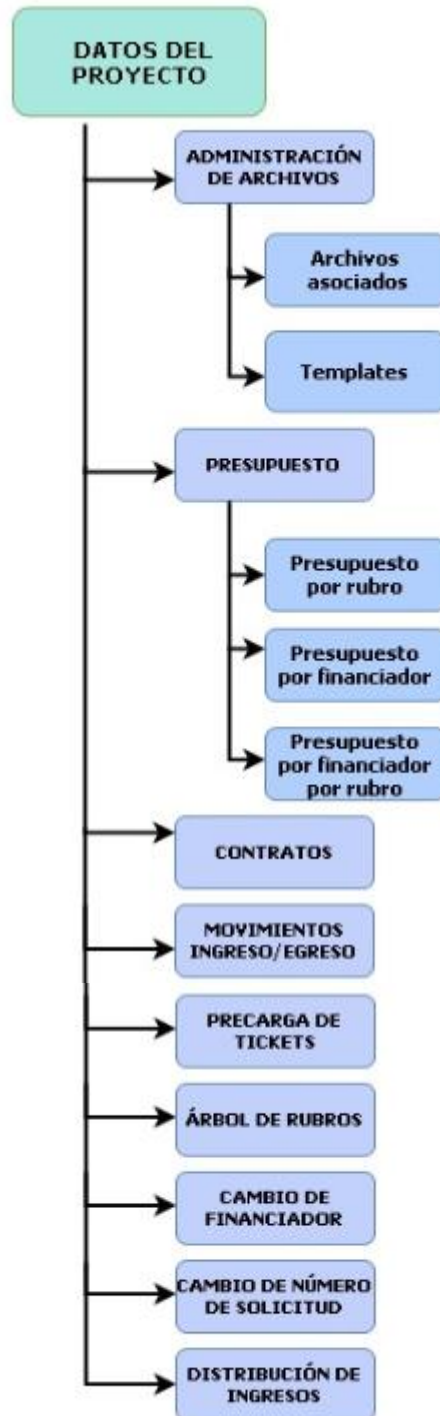 DATOS DEL
PROYECTO
ADMINISTRACIÓN
DE ARCHIVOS
Archivos
asociados
Templates
PRESUPUESTO
Presupuesto
por rubro
Presupuesto
por financiador
Presupuesto
por financiador
por rubro
CONTRATOS
MOVIMIENTOS
INGRESO/EGRESO
PRECARGA DE
TICKETS
ÁRBOL DE RUBROS
CAMBIO DE
FINANCIADOR
CAMBIO DE NÚMERO
DE SOLICITUD
DISTRIBUCIÓN DE
INGRESOS